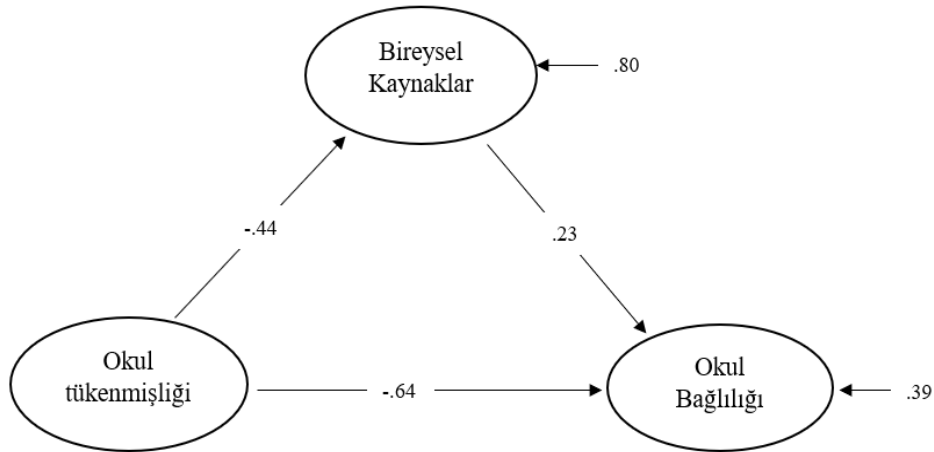 Bireysel
Kaynaklar
.80
-.44
.23
Okul
tükenmişliği
-.64
Okul
Bağlılığı
.39